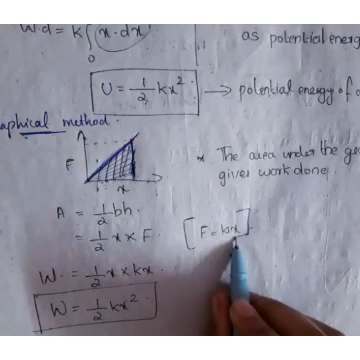 W.d = k∫₀ x·dx
as potential energ
U = 1/2 kx² → potential energy of a
aphical method.
A
F
x
* The area under the
gives work done.
A = 1/2 bh.
= 1/2 x × F. [F = kx].
W. = 1/2 x × kx.
W = 1/2 kx².